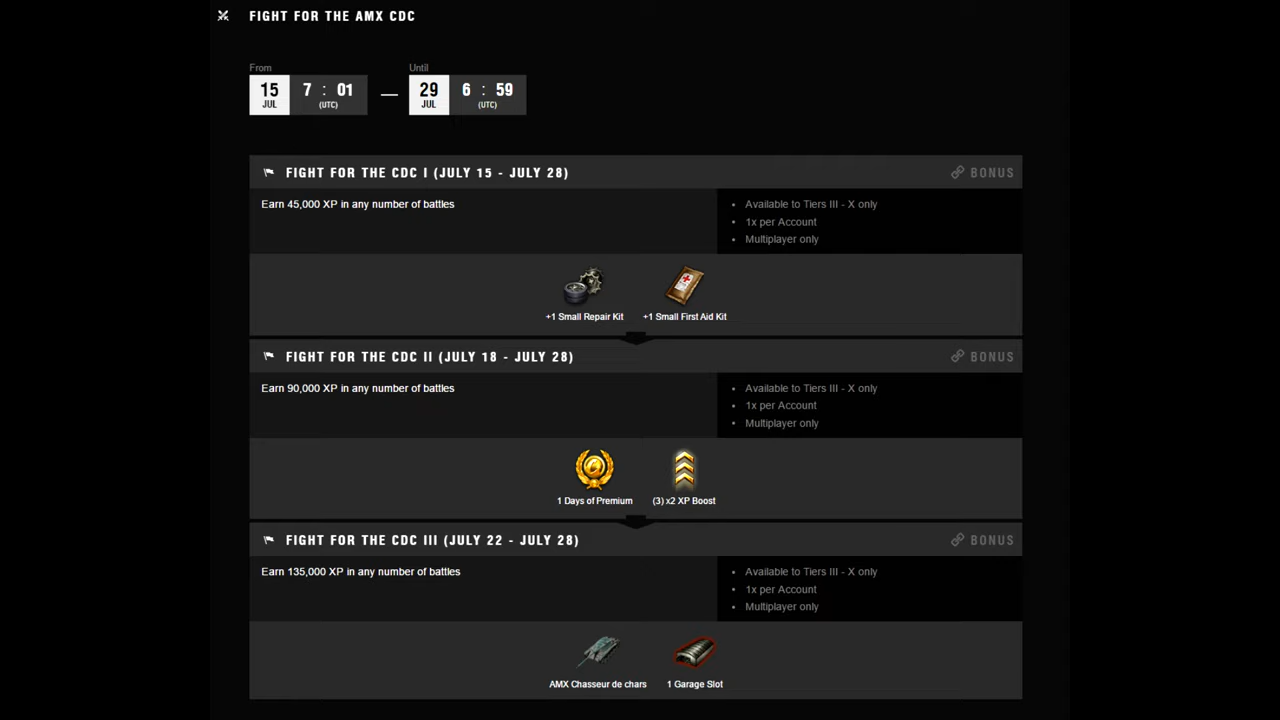 FIGHT FOR THE AMX CDC
From
Until
15 JUL 7 : 01 (UTC) — 29 JUL 6 : 59 (UTC)
FIGHT FOR THE CDC I (JULY 15 - JULY 28)
BONUS
Earn 45,000 XP in any number of battles
• Available to Tiers III - X only
• 1x per Account
• Multiplayer only
+1 Small Repair Kit
+1 Small First Aid Kit
FIGHT FOR THE CDC II (JULY 18 - JULY 28)
BONUS
Earn 90,000 XP in any number of battles
• Available to Tiers III - X only
• 1x per Account
• Multiplayer only
1 Days of Premium
(3) x2 XP Boost
FIGHT FOR THE CDC III (JULY 22 - JULY 28)
BONUS
Earn 135,000 XP in any number of battles
• Available to Tiers III - X only
• 1x per Account
• Multiplayer only
AMX Chasseur de chars
1 Garage Slot